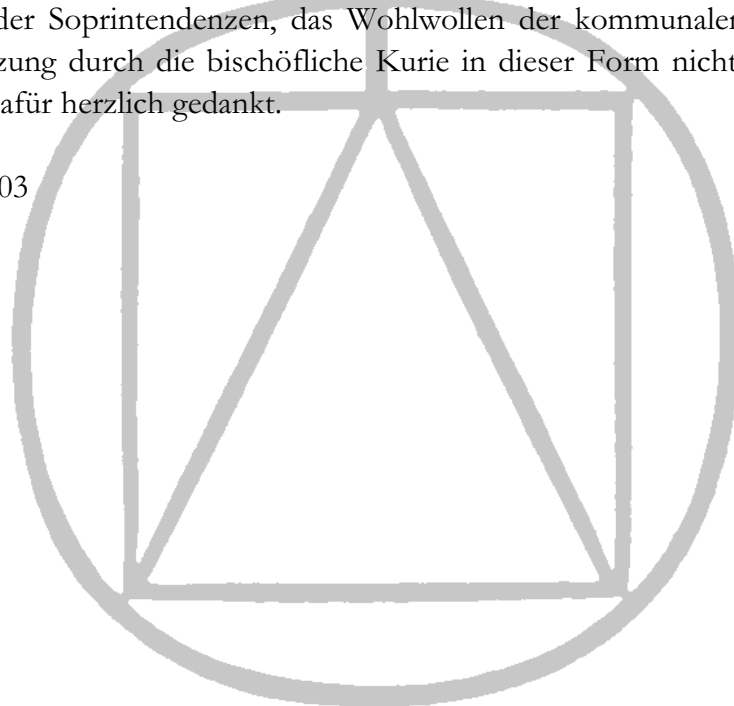 der Soprintendenzen, das Wohlwollen der kommunalen
zung durch die bischöfliche Kurie in dieser Form nicht
afür herzlich gedankt.
03